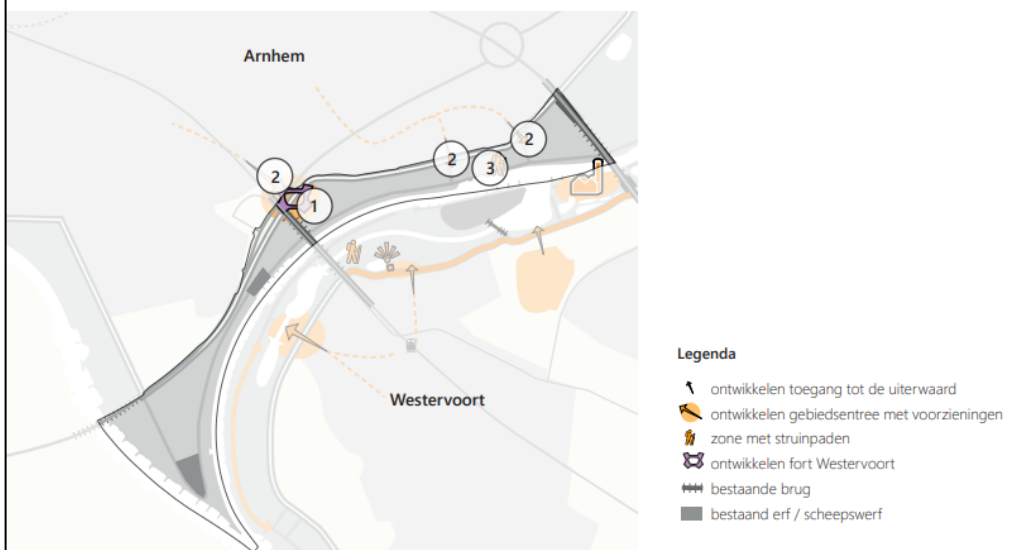 Arnhem
2
2
2
3
1
Westervoort
Legenda
ontwikkelen toegang tot de uiterwaard
ontwikkelen gebiedsentree met voorzieningen
zone met struinpaden
ontwikkelen fort Westervoort
bestaande brug
bestaand erf / scheepswerf